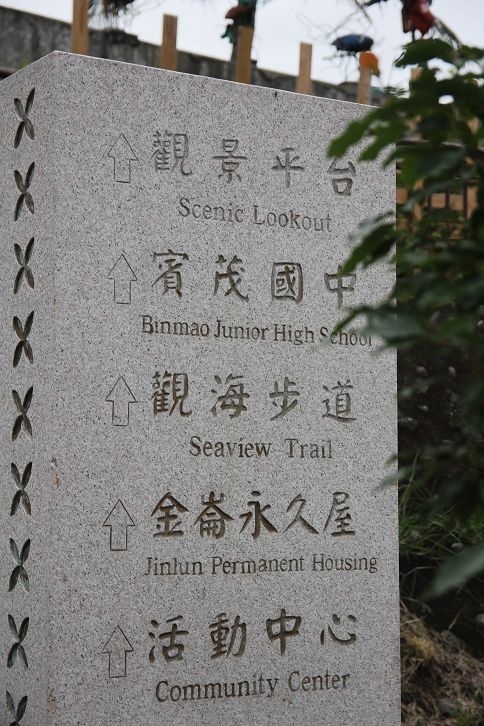 觀景平台
Scenic Lookout
賓茂國中
Binmao Junior High School
觀海步道
Seaview Trail
金崙永久屋
Jinlun Permanent Housing
活動中心
Community Center